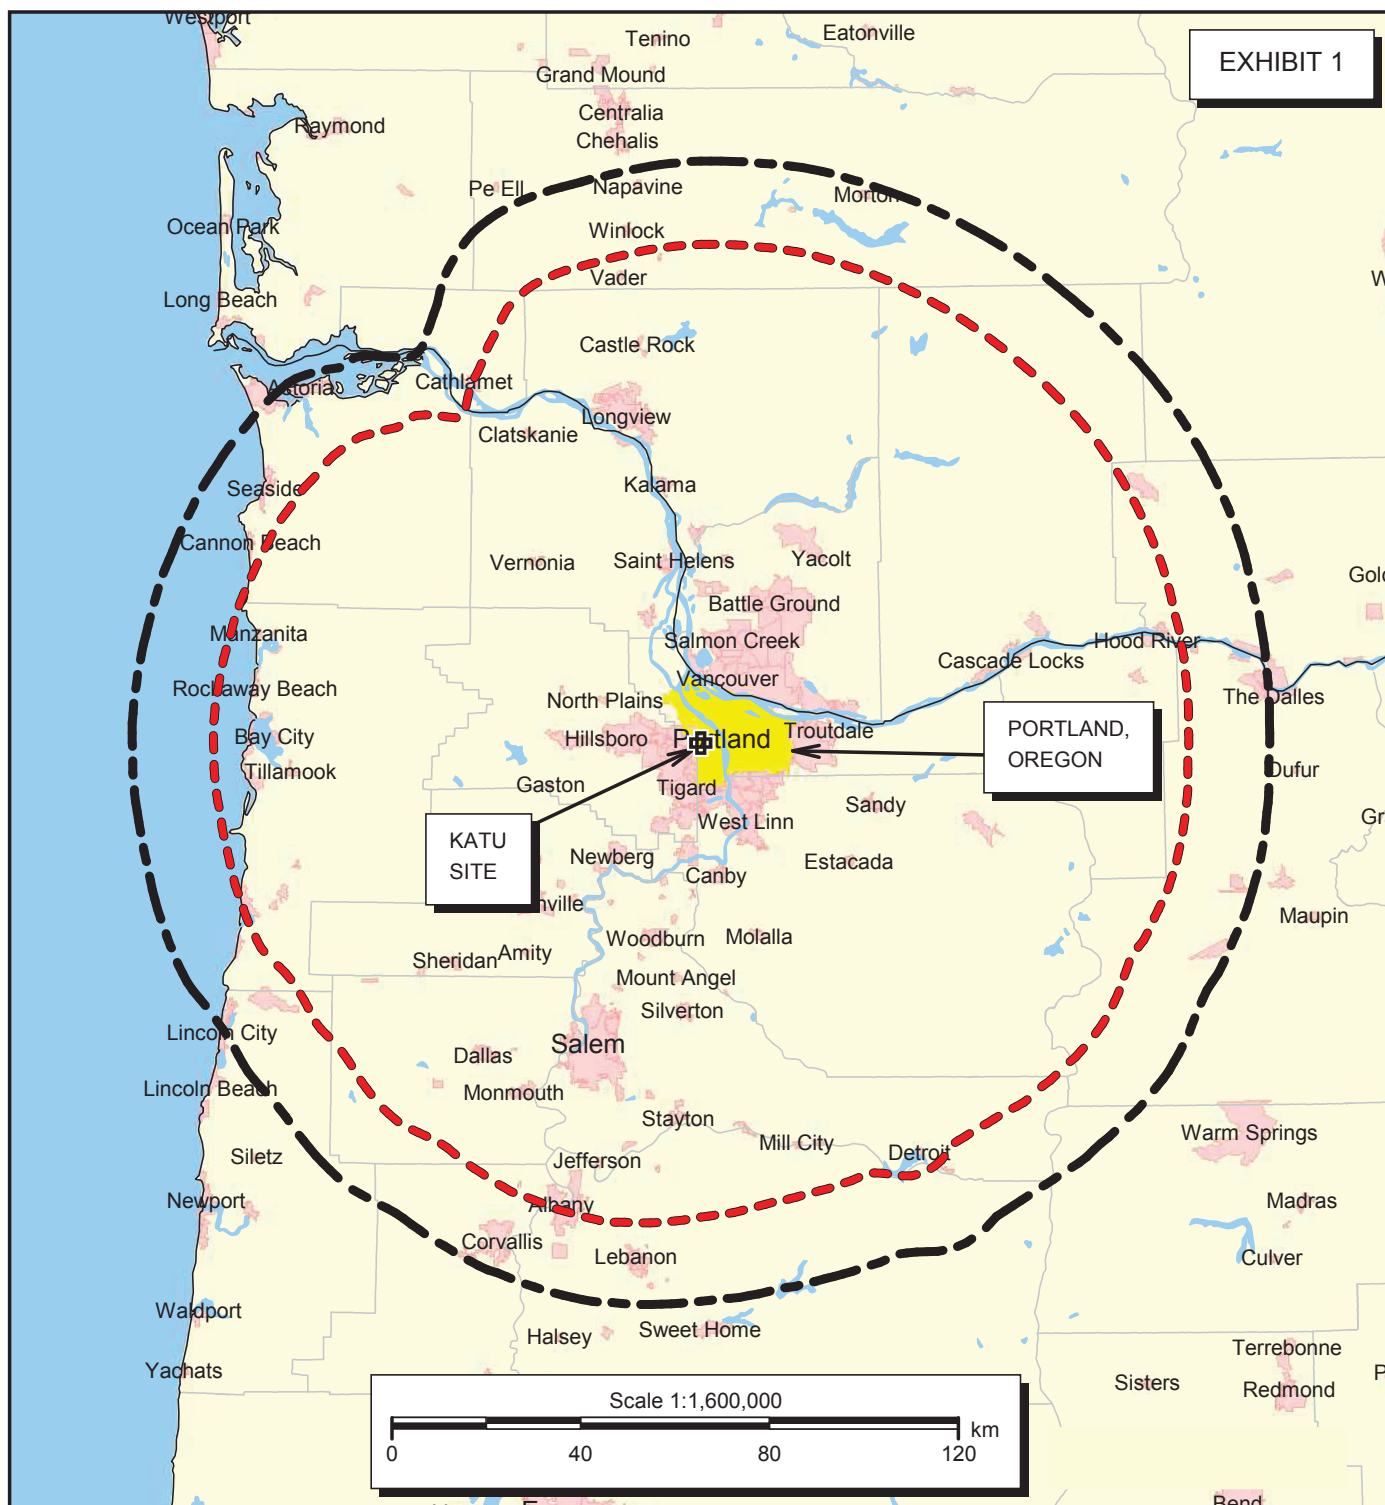 Westport
Tenino
Eatonville
EXHIBIT 1
Grand Mound
Centralia
Raymond
Chehalis
Pe Ell
Napavine
Morton
Ocean Park
Winlock
Vader
Long Beach
Castle Rock
Astoria
Cathlamet
Longview
Clatskanie
Seaside
Kalama
Cannon Beach
Vernonia
Saint Helens
Yacolt
Battle Ground
Manzanita
Salmon Creek
Hood River
Cascade Locks
Vancouver
Rockaway Beach
The Dalles
North Plains
PORTLAND,
OREGON
Bay City
Hillsboro
Portland
Troutdale
Tillamook
Dufur
Gaston
Tigard
Sandy
West Linn
KATU
SITE
Newberg
Estacada
Canby
nville
Maupin
Woodburn
Molalla
Sheridan
Amity
Mount Angel
Silverton
Lincoln City
Salem
Dallas
Lincoln Beach
Monmouth
Stayton
Mill City
Warm Springs
Siletz
Jefferson
Detroit
Newport
Albany
Madras
Corvallis
Lebanon
Culver
Waldport
Halsey
Sweet Home
Terrebonne
Yachats
Sisters
Redmond
Scale 1:1,600,000
km
0 40 80 120
Bend